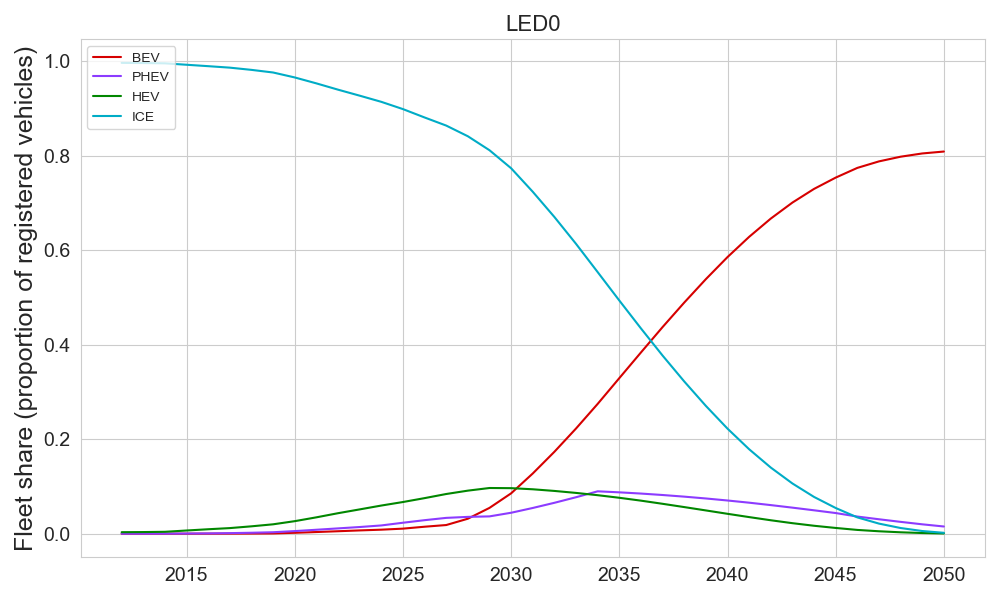 LED0
Fleet share (proportion of registered vehicles)
1.0
0.8
0.6
0.4
0.2
0.0
BEV
PHEV
HEV
ICE
2015 2020 2025 2030 2035 2040 2045 2050